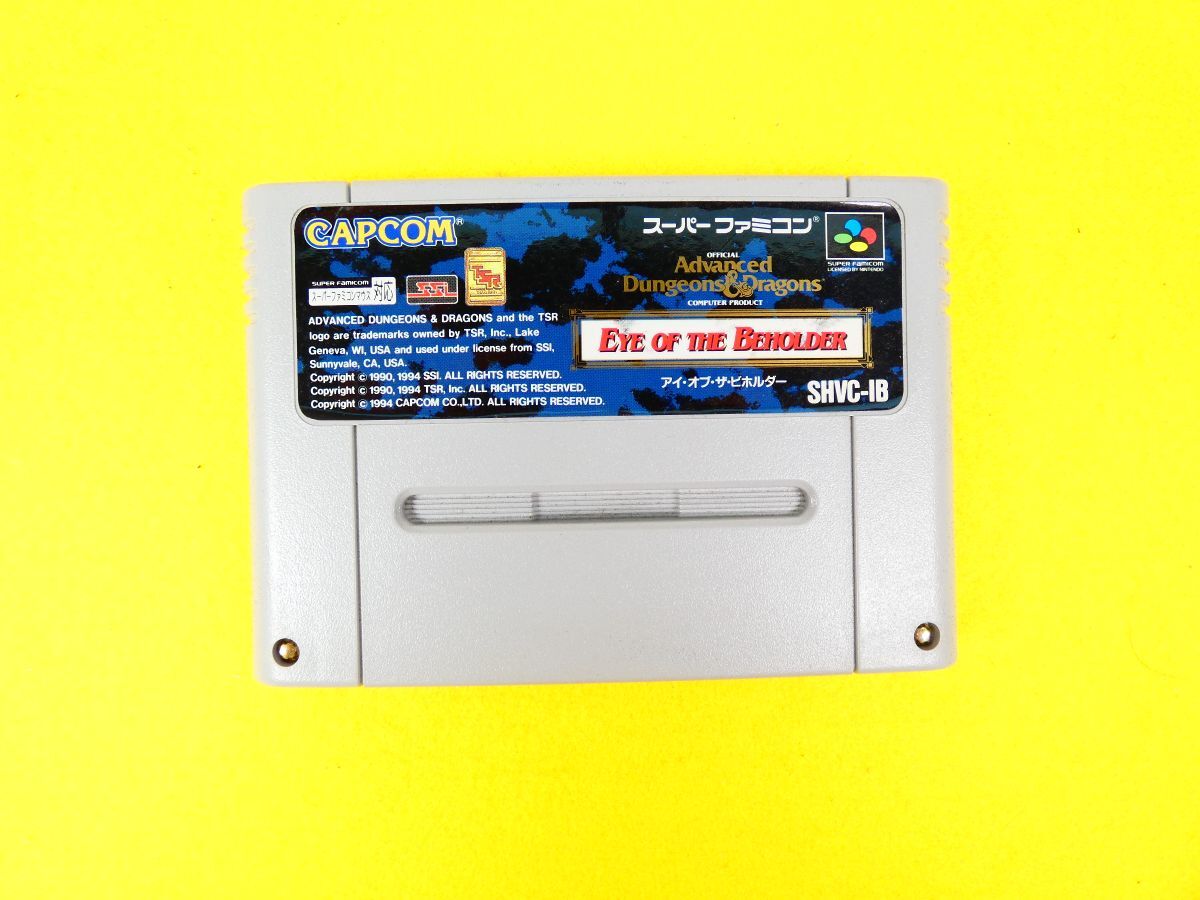 CAPCOM®
スーパーファミコン®
SUPER FAMICOM
LICENSED BY NINTENDO
SUPER FAMICOM
スーパーファミコンマウス 対応
SSI
TSR
OFFICIAL
Advanced
Dungeons & Dragons®
COMPUTER PRODUCT
EYE OF THE BEHOLDER
アイ・オブ・ザ・ビホルダー
SHVC-IB
ADVANCED DUNGEONS & DRAGONS and the TSR
logo are trademarks owned by TSR, Inc., Lake
Geneva, WI, USA and used under license from SSI,
Sunnyvale, CA, USA.
Copyright © 1990, 1994 SSI. ALL RIGHTS RESERVED.
Copyright © 1990, 1994 TSR, Inc. ALL RIGHTS RESERVED.
Copyright © 1994 CAPCOM CO.,LTD. ALL RIGHTS RESERVED.